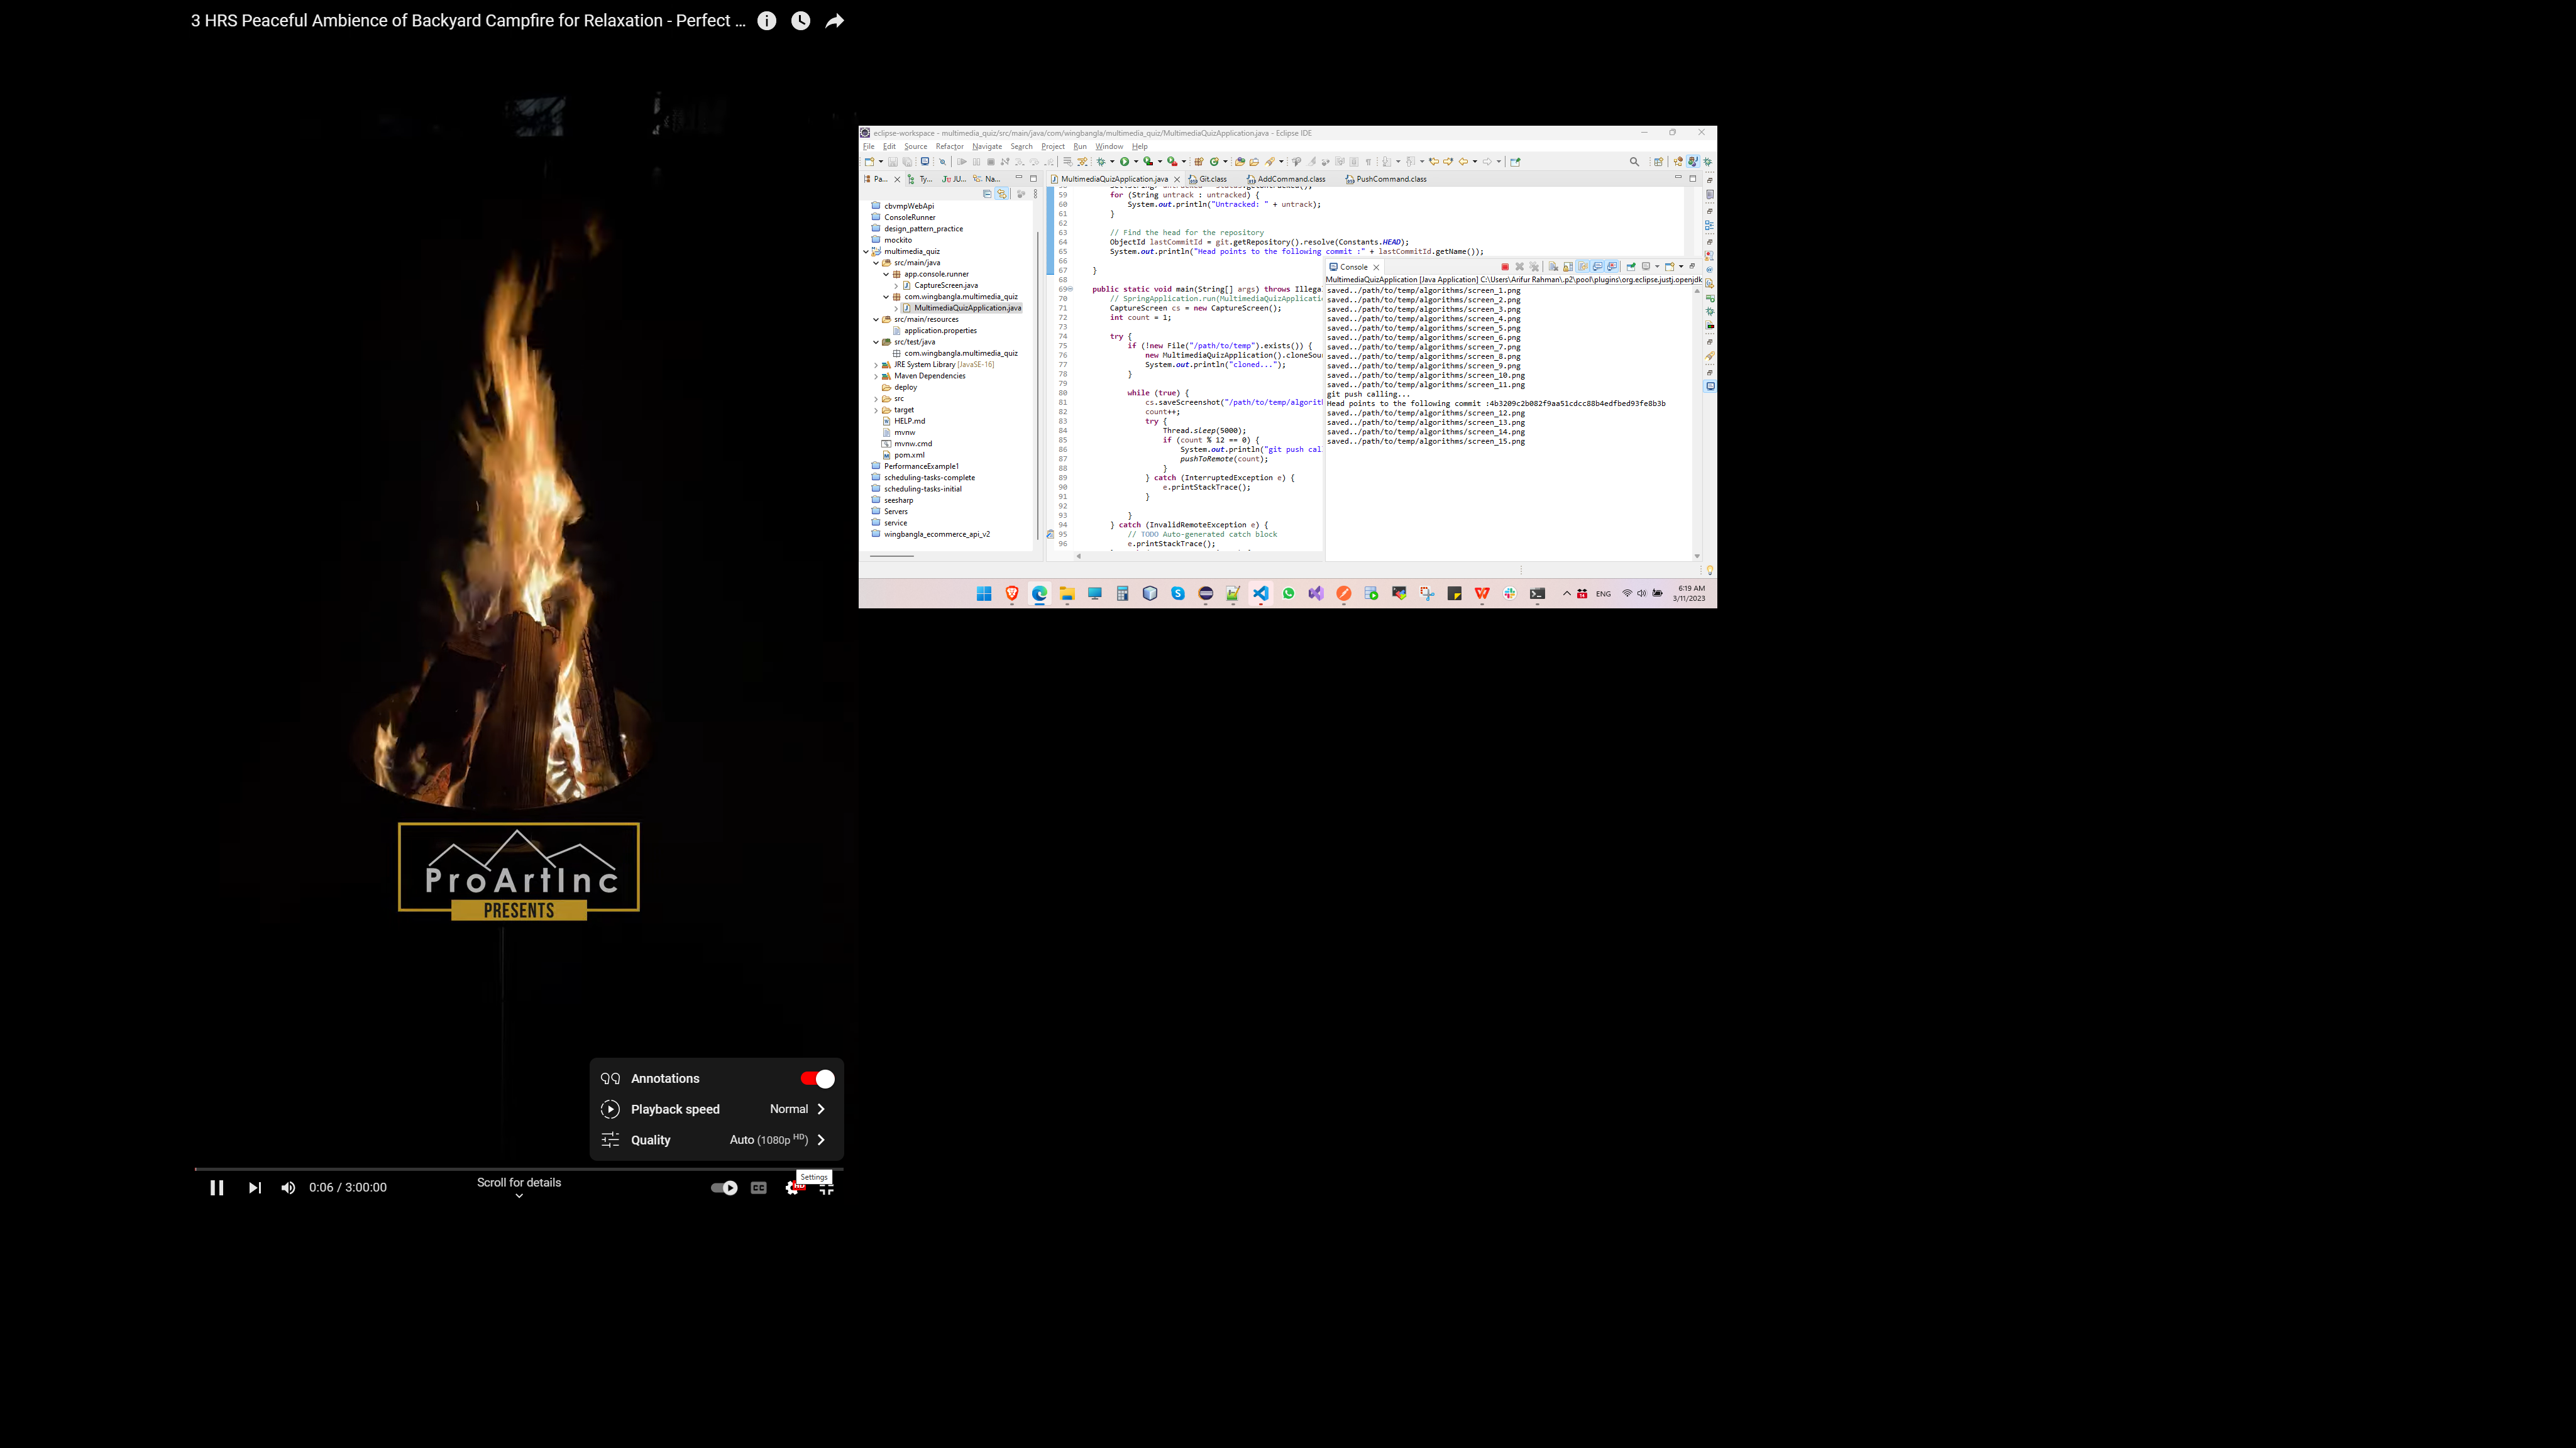 3 HRS Peaceful Ambience of Backyard Campfire for Relaxation - Perfect ...
ProArtInc
PRESENTS
Annotations
Playback speed Normal
Quality Auto (1080p HD)
Settings
0:06 / 3:00:00
Scroll for details
CC
HD
eclipse-workspace - multimedia_quiz/src/main/java/com/wingbangla/multimedia_quiz/MultimediaQuizApplication.java - Eclipse IDE
File Edit Source Refactor Navigate Search Project Run Window Help
Pa... Ty... JU... Na...
cbvmpWebApi
ConsoleRunner
design_pattern_practice
mockito
multimedia_quiz
src/main/java
app.console.runner
CaptureScreen.java
com.wingbangla.multimedia_quiz
MultimediaQuizApplication.java
src/main/resources
application.properties
src/test/java
com.wingbangla.multimedia_quiz
JRE System Library [JavaSE-16]
Maven Dependencies
deploy
src
target
HELP.md
mvnw
mvnw.cmd
pom.xml
PerformanceExample1
scheduling-tasks-complete
scheduling-tasks-initial
seesharp
Servers
service
wingbangla_ecommerce_api_v2
MultimediaQuizApplication.java Git.class AddCommand.class PushCommand.class
59 for (String untrack : untracked) {
60 System.out.println("Untracked: " + untrack);
61 }
62
63 // Find the head for the repository
64 ObjectId lastCommitId = git.getRepository().resolve(Constants.HEAD);
65 System.out.println("Head points to the following commit :" + lastCommitId.getName());
66
67 }
68
69 public static void main(String[] args) throws Illega
70 // SpringApplication.run(MultimediaQuizApplicati
71 CaptureScreen cs = new CaptureScreen();
72 int count = 1;
73
74 try {
75 if (!new File("/path/to/temp").exists()) {
76 new MultimediaQuizApplication().cloneSou
77 System.out.println("cloned...");
78 }
79
80 while (true) {
81 cs.saveScreenshot("/path/to/temp/algorit
82 count++;
83 try {
84 Thread.sleep(5000);
85 if (count % 12 == 0) {
86 System.out.println("git push cal
87 pushToRemote(count);
88 }
89 } catch (InterruptedException e) {
90 e.printStackTrace();
91 }
92
93 }
94 } catch (InvalidRemoteException e) {
95 // TODO Auto-generated catch block
96 e.printStackTrace();
Console
MultimediaQuizApplication [Java Application] C:\Users\Arifur Rahman\.p2\pool\plugins\org.eclipse.justj.openjdk
saved../path/to/temp/algorithms/screen_1.png
saved../path/to/temp/algorithms/screen_2.png
saved../path/to/temp/algorithms/screen_3.png
saved../path/to/temp/algorithms/screen_4.png
saved../path/to/temp/algorithms/screen_5.png
saved../path/to/temp/algorithms/screen_6.png
saved../path/to/temp/algorithms/screen_7.png
saved../path/to/temp/algorithms/screen_8.png
saved../path/to/temp/algorithms/screen_9.png
saved../path/to/temp/algorithms/screen_10.png
saved../path/to/temp/algorithms/screen_11.png
git push calling...
Head points to the following commit :4b3209c2b082f9aa51cdcc88b4edfbed93fe8b3b
saved../path/to/temp/algorithms/screen_12.png
saved../path/to/temp/algorithms/screen_13.png
saved../path/to/temp/algorithms/screen_14.png
saved../path/to/temp/algorithms/screen_15.png
ENG
6:19 AM
3/11/2023